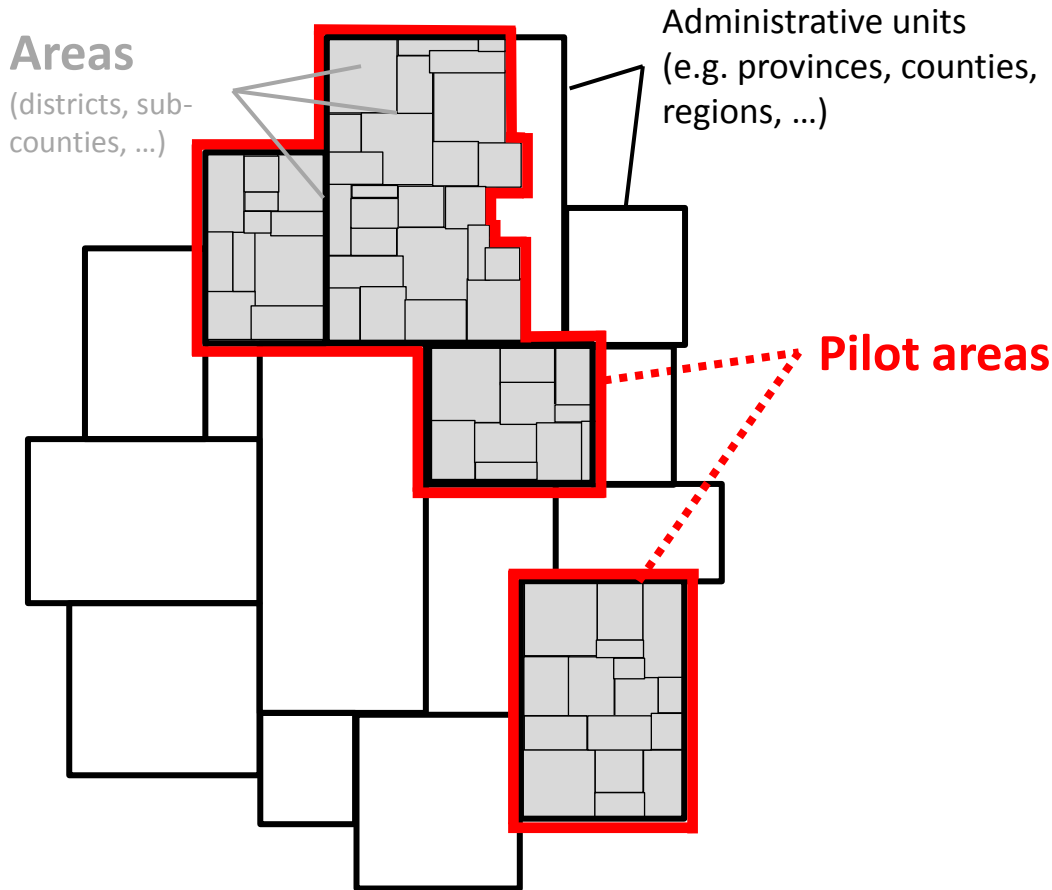 Areas
(districts, sub-
counties, …)
Administrative units
(e.g. provinces, counties,
regions, …)
Pilot areas